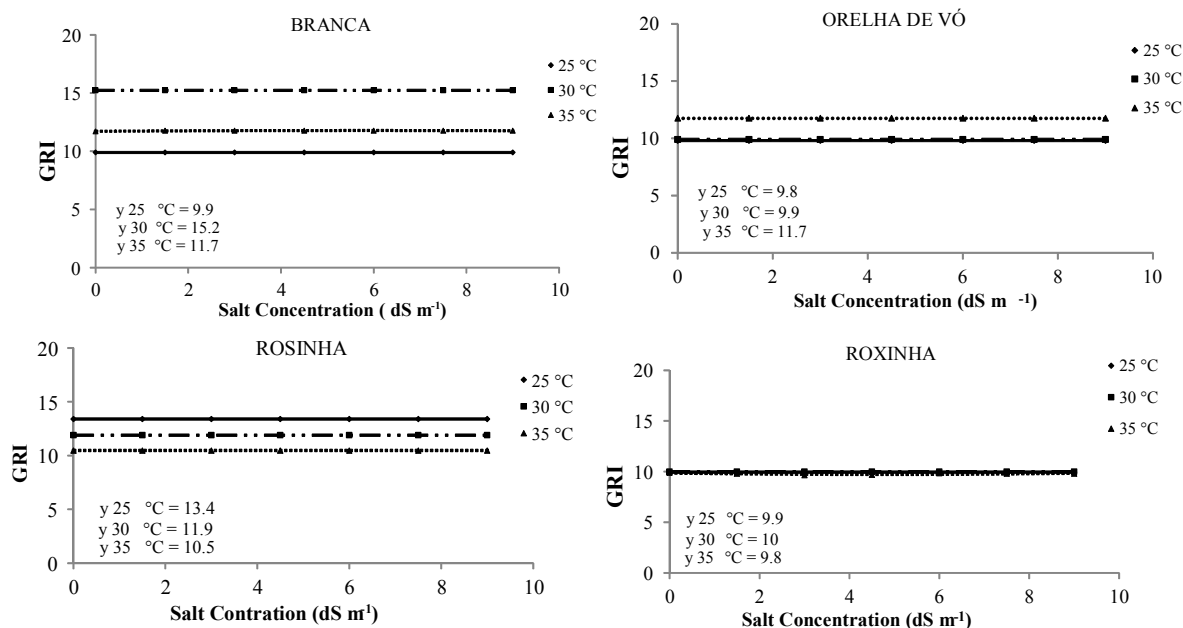 BRANCA
20
15
10
5
0
GRI
25 °C
30 °C
35 °C
y 25 °C = 9.9
y 30 °C = 15.2
y 35 °C = 11.7
0 2 4 6 8 10
Salt Concentration ( dS m-1)
ORELHA DE VÓ
20
15
10
5
0
GRI
25 °C
30 °C
35 °C
y 25 °C = 9.8
y 30 °C = 9.9
y 35 °C = 11.7
0 2 4 6 8 10
Salt Concentration (dS m -1)
ROSINHA
20
15
10
5
0
GRI
25 °C
30 °C
35 °C
y 25 °C = 13.4
y 30 °C = 11.9
y 35 °C = 10.5
0 2 4 6 8 10
Salt Contration (dS m-1)
ROXINHA
20
15
10
5
0
GRI
25 °C
30 °C
35 °C
y 25 °C = 9.9
y 30 °C = 10
y 35 °C = 9.8
0 2 4 6 8 10
Salt Concentration (dS m-1)